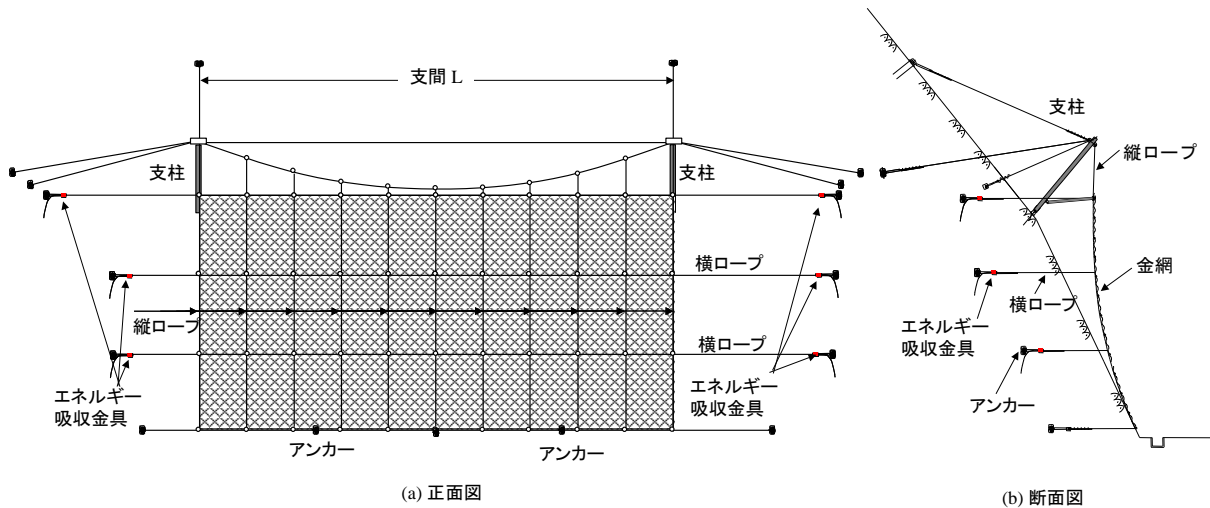 支間 L
支柱
支柱
横ロープ
縦ロープ
横ロープ
エネルギー
吸収金具
エネルギー
吸収金具
アンカー
アンカー
(a) 正面図
支柱
縦ロープ
金網
横ロープ
エネルギー
吸収金具
アンカー
(b) 断面図